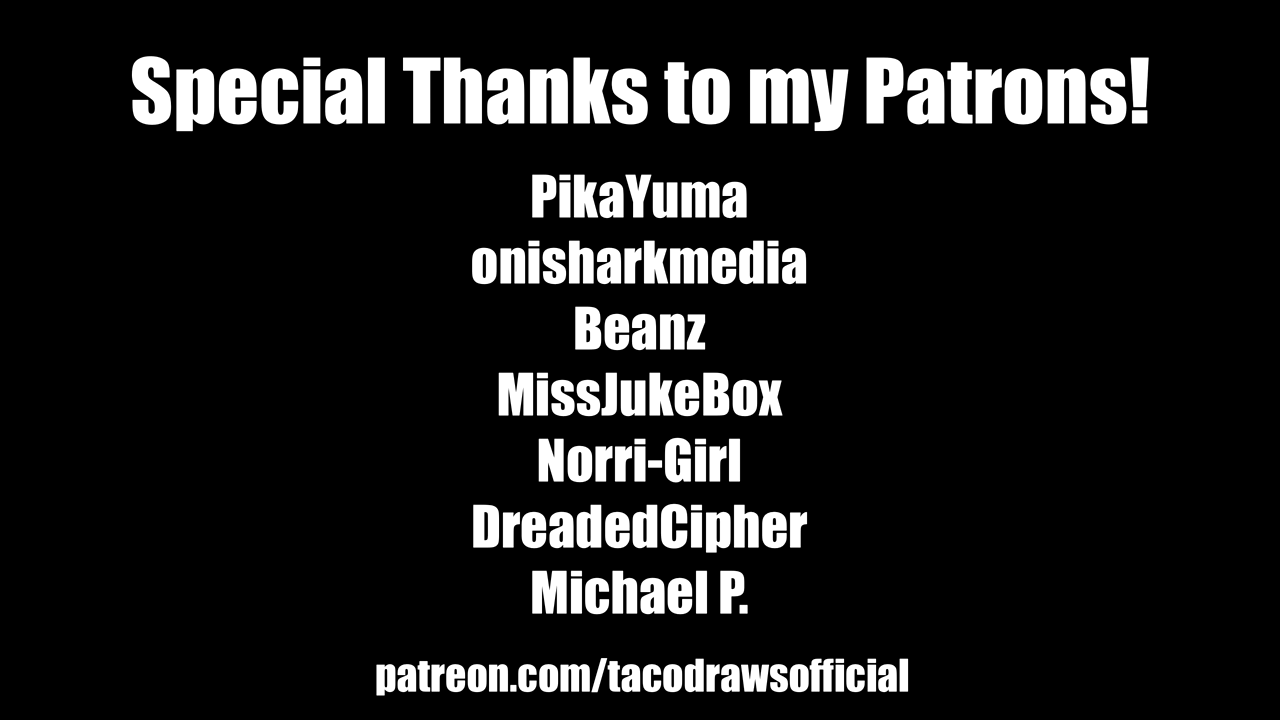 Special Thanks to my Patrons!
PikaYuma
onisharkmedia
Beanz
MissJukeBox
Norri-Girl
DreadedCipher
Michael P.
patreon.com/tacodrawsofficial